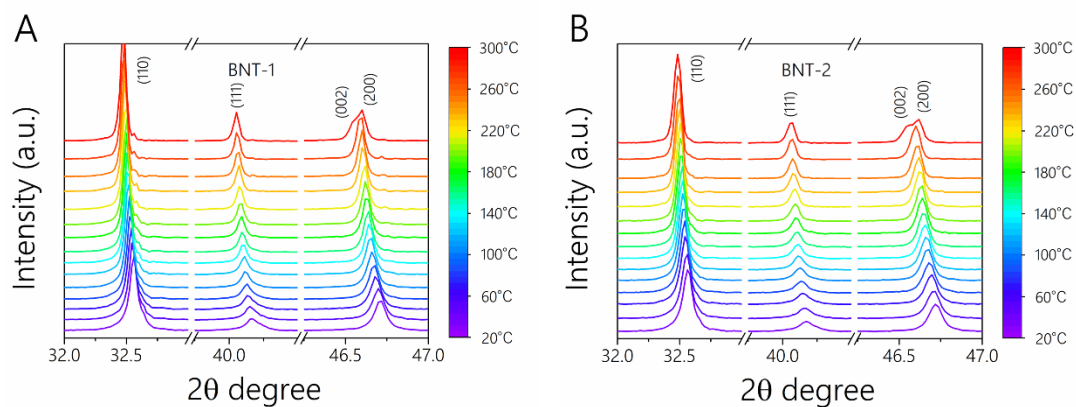 A
BNT-1
(110)
(111)
(002)
(200)
Intensity (a.u.)
300°C
260°C
220°C
180°C
140°C
100°C
60°C
20°C
32.0 32.5 40.0 46.5 47.0
2θ degree
B
BNT-2
(110)
(111)
(002)
(200)
Intensity (a.u.)
300°C
260°C
220°C
180°C
140°C
100°C
60°C
20°C
32.0 32.5 40.0 46.5 47.0
2θ degree